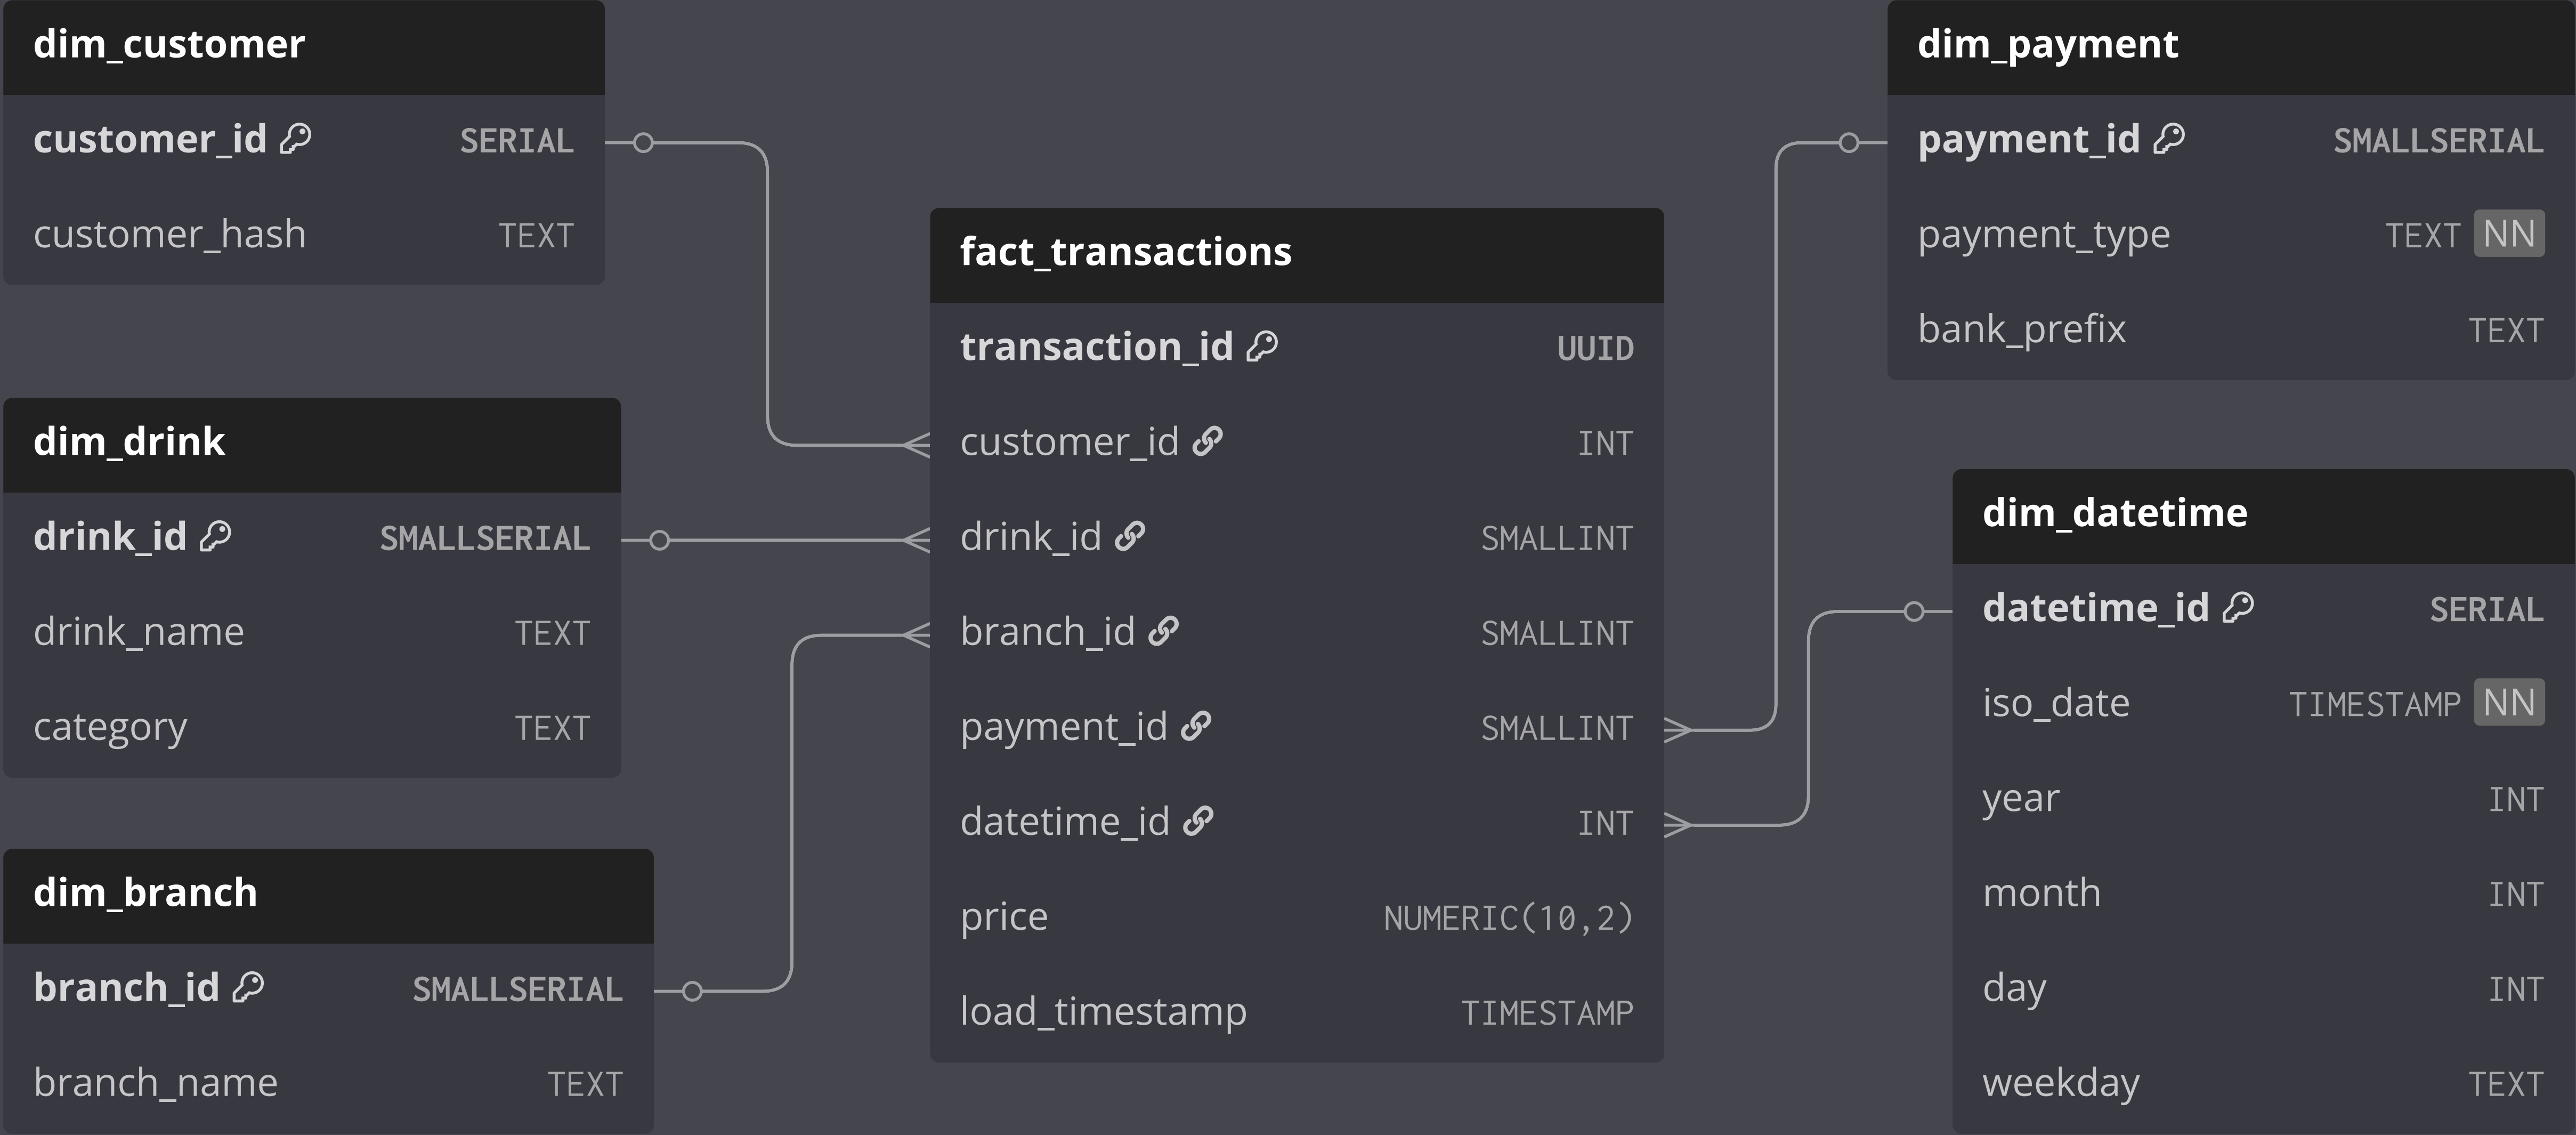 dim_customer
customer_id SERIAL
customer_hash TEXT
dim_drink
drink_id SMALLSERIAL
drink_name TEXT
category TEXT
dim_branch
branch_id SMALLSERIAL
branch_name TEXT
fact_transactions
transaction_id UUID
customer_id INT
drink_id SMALLINT
branch_id SMALLINT
payment_id SMALLINT
datetime_id INT
price NUMERIC(10,2)
load_timestamp TIMESTAMP
dim_payment
payment_id SMALLSERIAL
payment_type TEXT NN
bank_prefix TEXT
dim_datetime
datetime_id SERIAL
iso_date TIMESTAMP NN
year INT
month INT
day INT
weekday TEXT